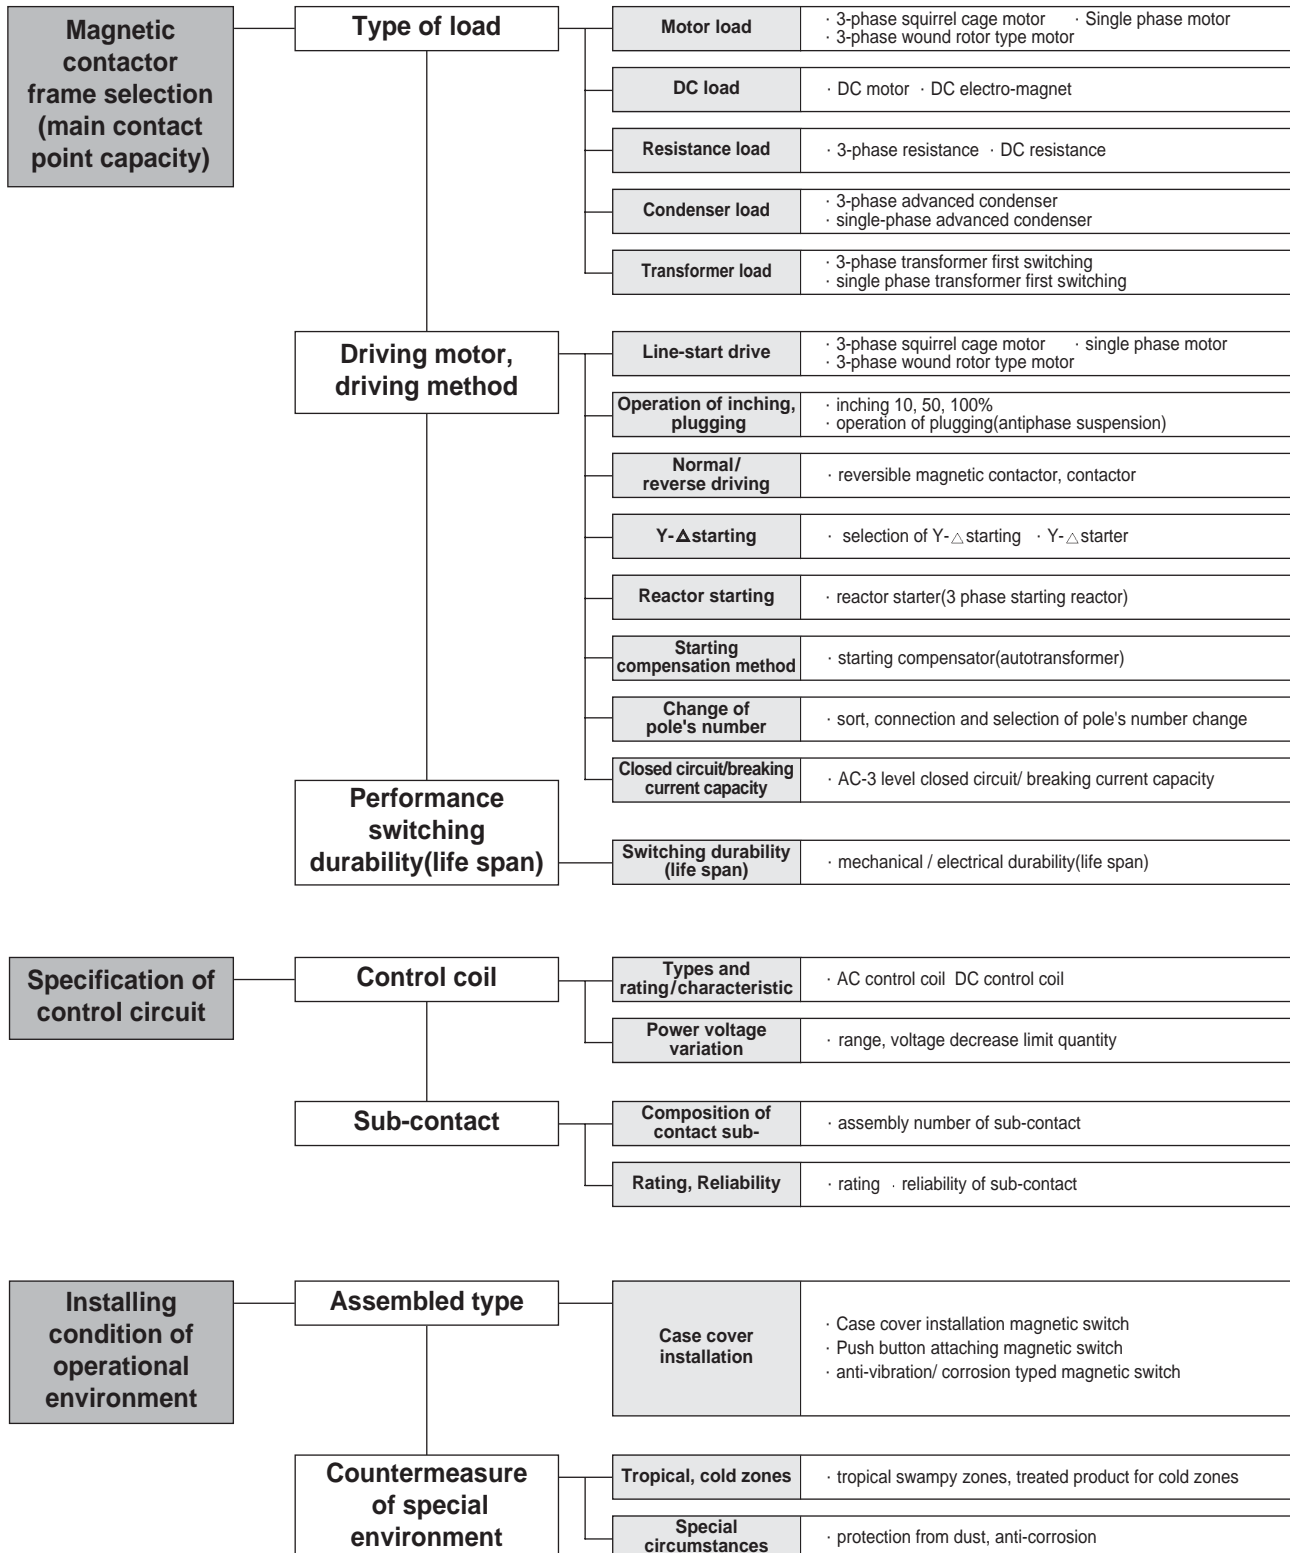 Magnetic
contactor
frame selection
(main contact
point capacity)
Type of load
Motor load
· 3-phase squirrel cage motor · Single phase motor
· 3-phase wound rotor type motor
DC load
· DC motor · DC electro-magnet
Resistance load
· 3-phase resistance · DC resistance
Condenser load
· 3-phase advanced condenser
· single-phase advanced condenser
Transformer load
· 3-phase transformer first switching
· single phase transformer first switching
Driving motor,
driving method
Line-start drive
· 3-phase squirrel cage motor · single phase motor
· 3-phase wound rotor type motor
Operation of inching,
plugging
· inching 10, 50, 100%
· operation of plugging(antiphase suspension)
Normal/
reverse driving
· reversible magnetic contactor, contactor
Y-Δstarting
· selection of Y-△starting · Y-△starter
Reactor starting
· reactor starter(3 phase starting reactor)
Starting
compensation method
· starting compensator(autotransformer)
Change of
pole's number
· sort, connection and selection of pole's number change
Closed circuit/breaking
current capacity
· AC-3 level closed circuit/ breaking current capacity
Performance
switching
durability(life span)
Switching durability
(life span)
· mechanical / electrical durability(life span)
Specification of
control circuit
Control coil
Types and
rating/characteristic
· AC control coil DC control coil
Power voltage
variation
· range, voltage decrease limit quantity
Sub-contact
Composition of
contact sub-
· assembly number of sub-contact
Rating, Reliability
· rating · reliability of sub-contact
Installing
condition of
operational
environment
Assembled type
Case cover
installation
· Case cover installation magnetic switch
· Push button attaching magnetic switch
· anti-vibration/ corrosion typed magnetic switch
Countermeasure
of special
environment
Tropical, cold zones
· tropical swampy zones, treated product for cold zones
Special
circumstances
· protection from dust, anti-corrosion